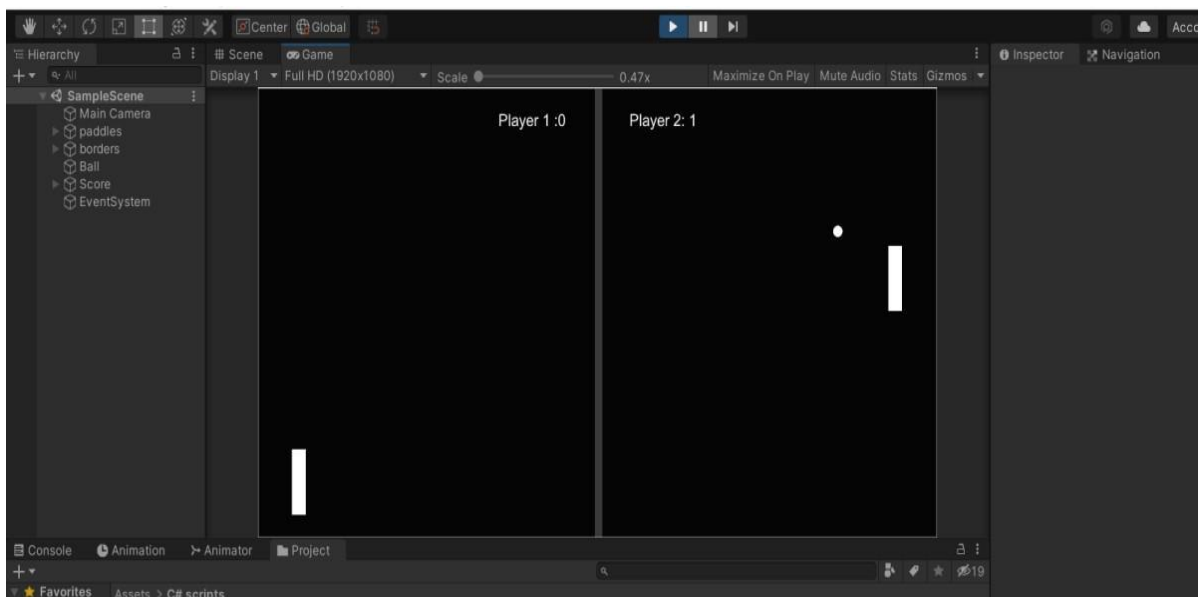 Center Global
Acco
Hierarchy
Scene Game
Inspector Navigation
All
Display 1 Full HD (1920x1080) Scale 0.47x Maximize On Play Mute Audio Stats Gizmos
SampleScene
Main Camera
paddles
borders
Ball
Score
EventSystem
Player 1 :0 Player 2: 1
Console Animation Animator Project
19
Favorites Assets > C# scripts